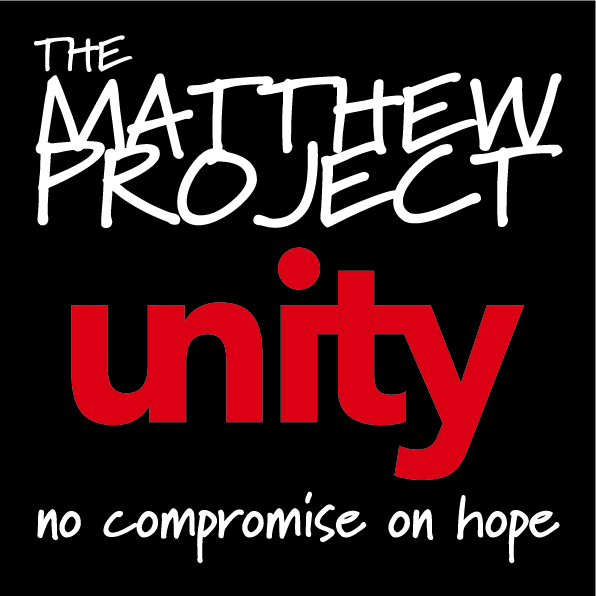 THE
MATTHEW
PROJECT
unity
no compromise on hope